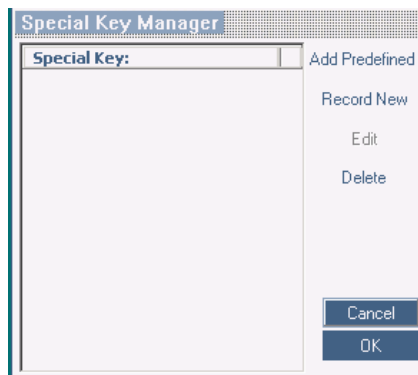 Special Key Manager
Special Key:
Add Predefined
Record New
Edit
Delete
Cancel
OK